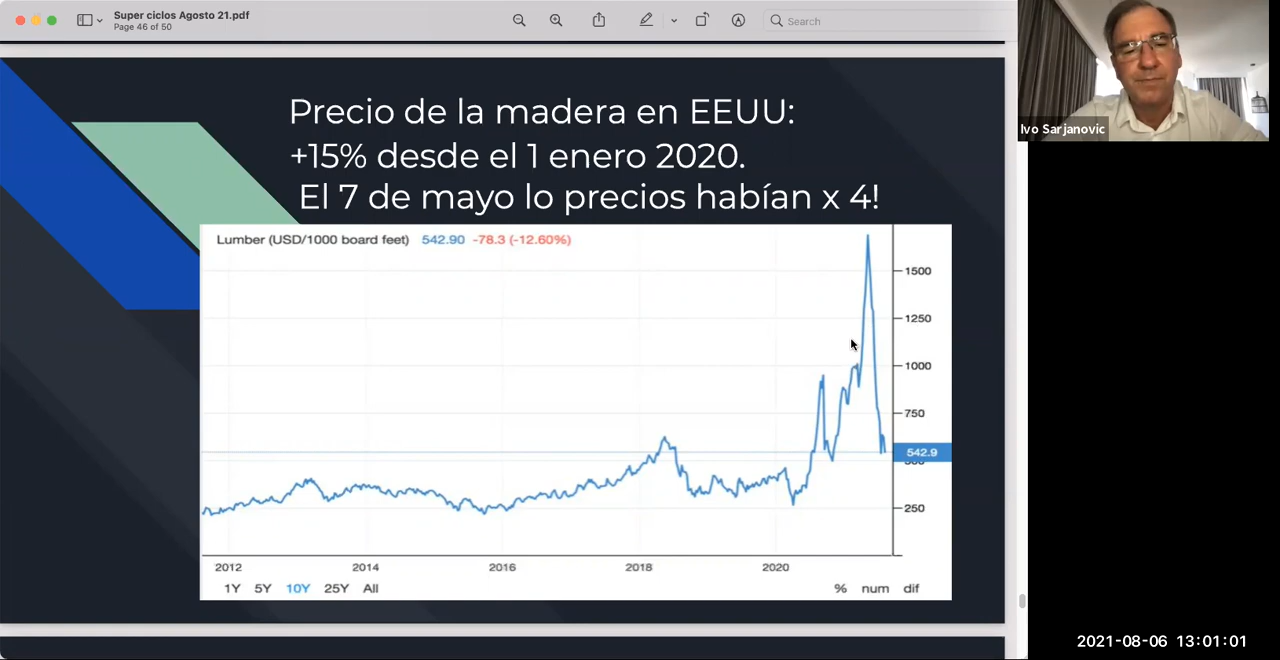 Super ciclos Agosto 21.pdf
Page 46 of 50
Search
Ivo Sarjanovic
Precio de la madera en EEUU:
+15% desde el 1 enero 2020.
El 7 de mayo lo precios habían x 4!
Lumber (USD/1000 board feet) 542.90 -78.3 (-12.60%)
1500
1250
1000
750
542.9
500
250
2012 2014 2016 2018 2020
1Y 5Y 10Y 25Y All % num dif
2021-08-06 13:01:01